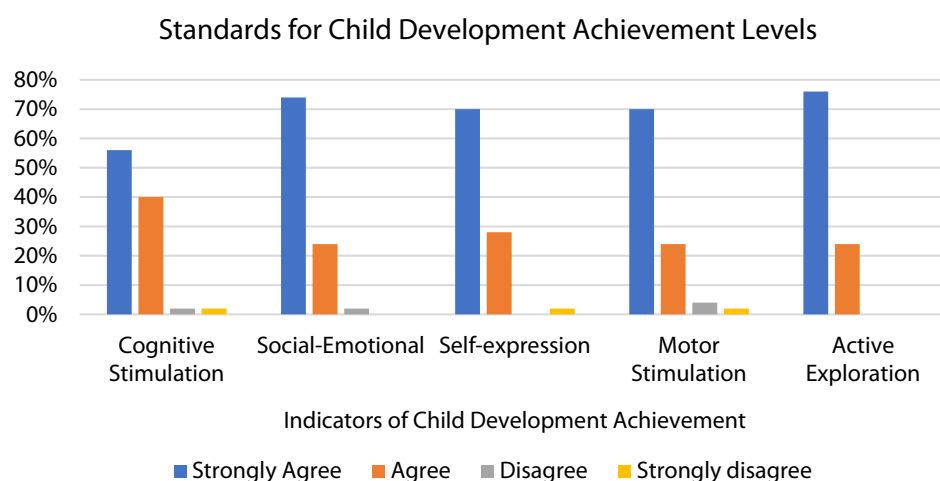 Standards for Child Development Achievement Levels
80%
70%
60%
50%
40%
30%
20%
10%
0%
Cognitive Stimulation
Social-Emotional
Self-expression
Motor Stimulation
Active Exploration
Indicators of Child Development Achievement
Strongly Agree Agree Disagree Strongly disagree